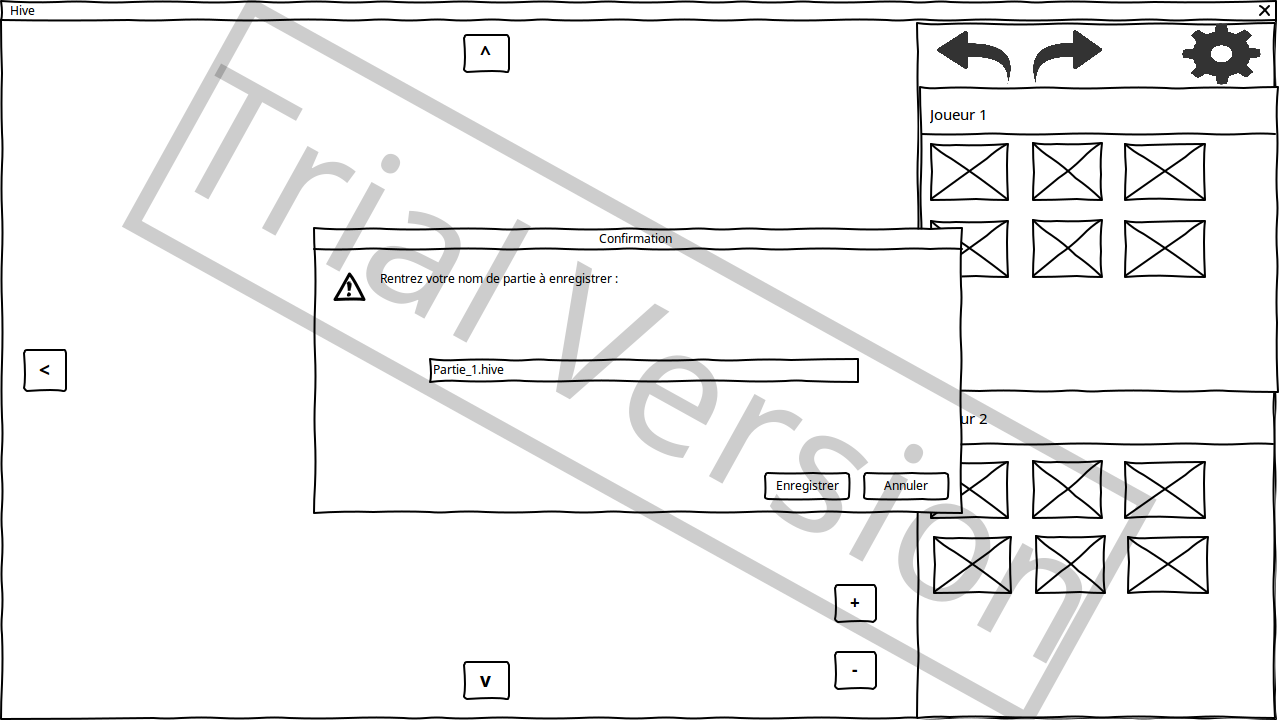 Hive
^
Joueur 1
Confirmation
Rentrez votre nom de partie à enregistrer :
<
Partie_1.hive
ur 2
Enregistrer
Annuler
+
-
v
Trial Version